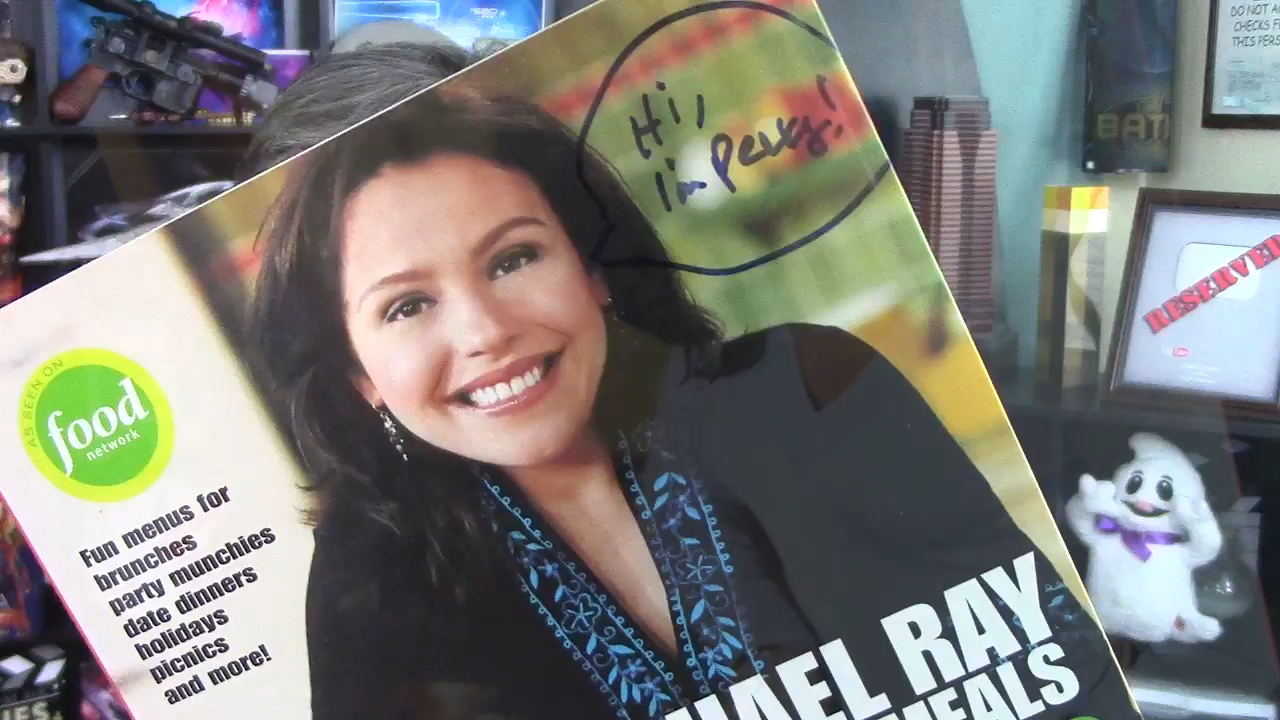 DO NOT A
CHECKS F
THIS PERS
Hi,
I'm Perky!
BAT
RESERVED
AS SEEN ON
food
network
Fun menus for
brunches
party munchies
date dinners
holidays
picnics
and more!
HAEL RAY
MEALS